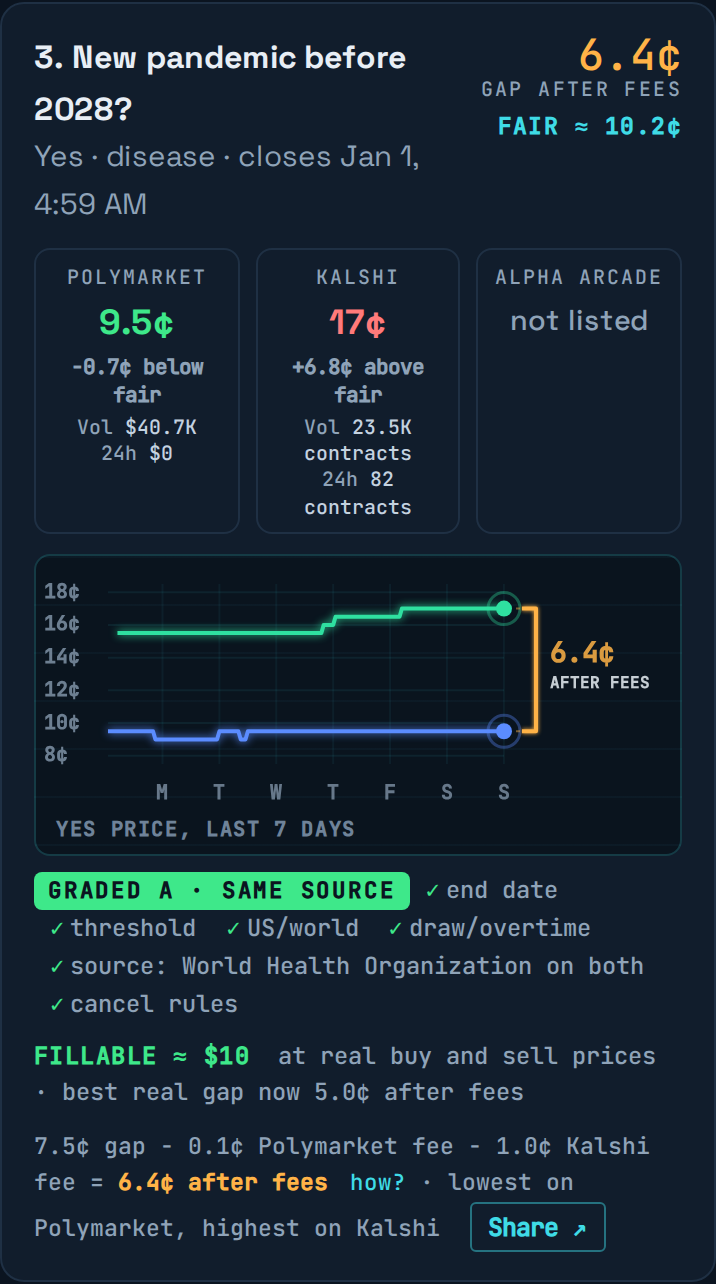 3. New pandemic before
2028?
6.4¢
GAP AFTER FEES
FAIR ≈ 10.2¢
Yes · disease · closes Jan 1,
4:59 AM
POLYMARKET
9.5¢
-0.7¢ below
fair
Vol $40.7K
24h $0
KALSHI
17¢
+6.8¢ above
fair
Vol 23.5K
contracts
24h 82
contracts
ALPHA ARCADE
not listed
18¢
16¢
14¢
12¢
10¢
8¢
6.4¢
AFTER FEES
M T W T F S S
YES PRICE, LAST 7 DAYS
GRADED A · SAME SOURCE ✓ end date
✓ threshold ✓ US/world ✓ draw/overtime
✓ source: World Health Organization on both
✓ cancel rules
FILLABLE ≈ $10 at real buy and sell prices
· best real gap now 5.0¢ after fees
7.5¢ gap - 0.1¢ Polymarket fee - 1.0¢ Kalshi
fee = 6.4¢ after fees how? · lowest on
Polymarket, highest on Kalshi Share ↗